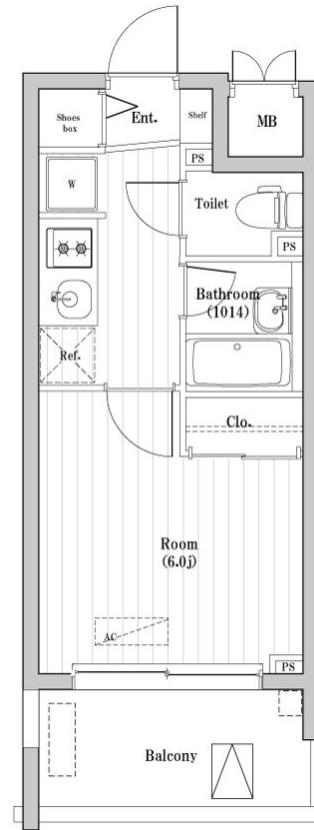 Shoes
box
Ent.
Shelf
MB
PS
W
Toilet
PS
Bathroom
(1014)
Ref.
Clo.
Room
(6.0j)
AC
PS
Balcony